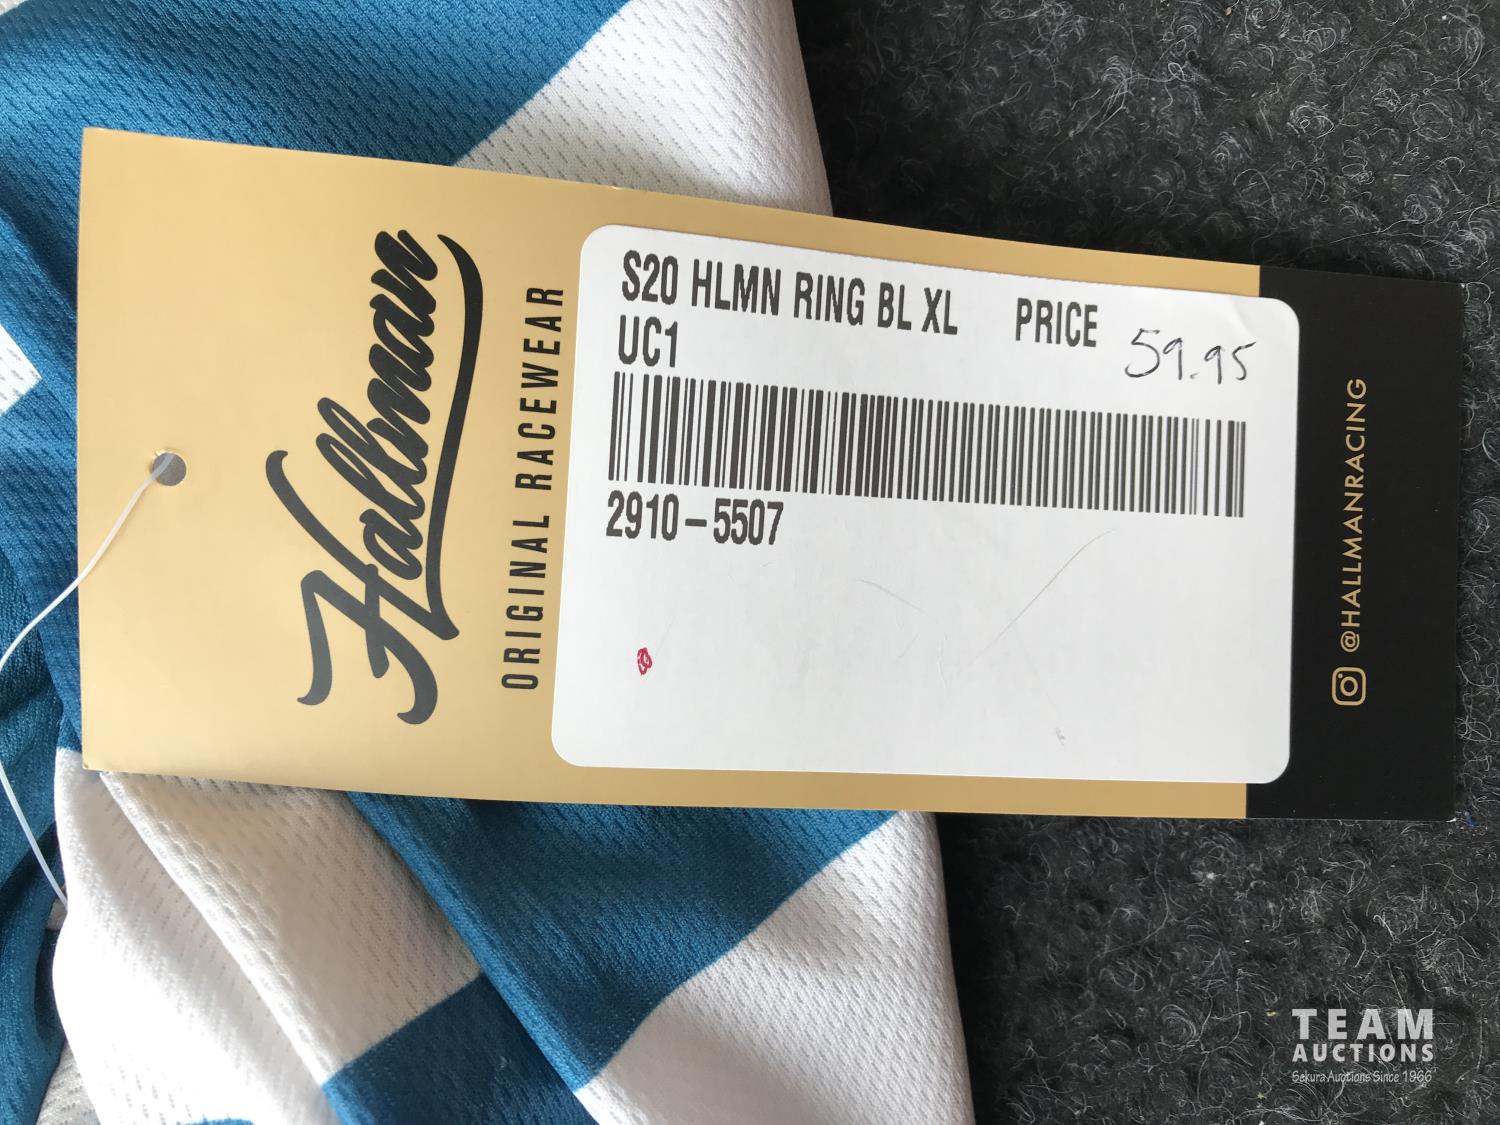 Hallman
ORIGINAL RACEWEAR
S20 HLMN RING BL XL PRICE 59.95
UC1
2910-5507
@HALLMANRACING
TEAM
AUCTIONS
Sekura Auctions Since 1966